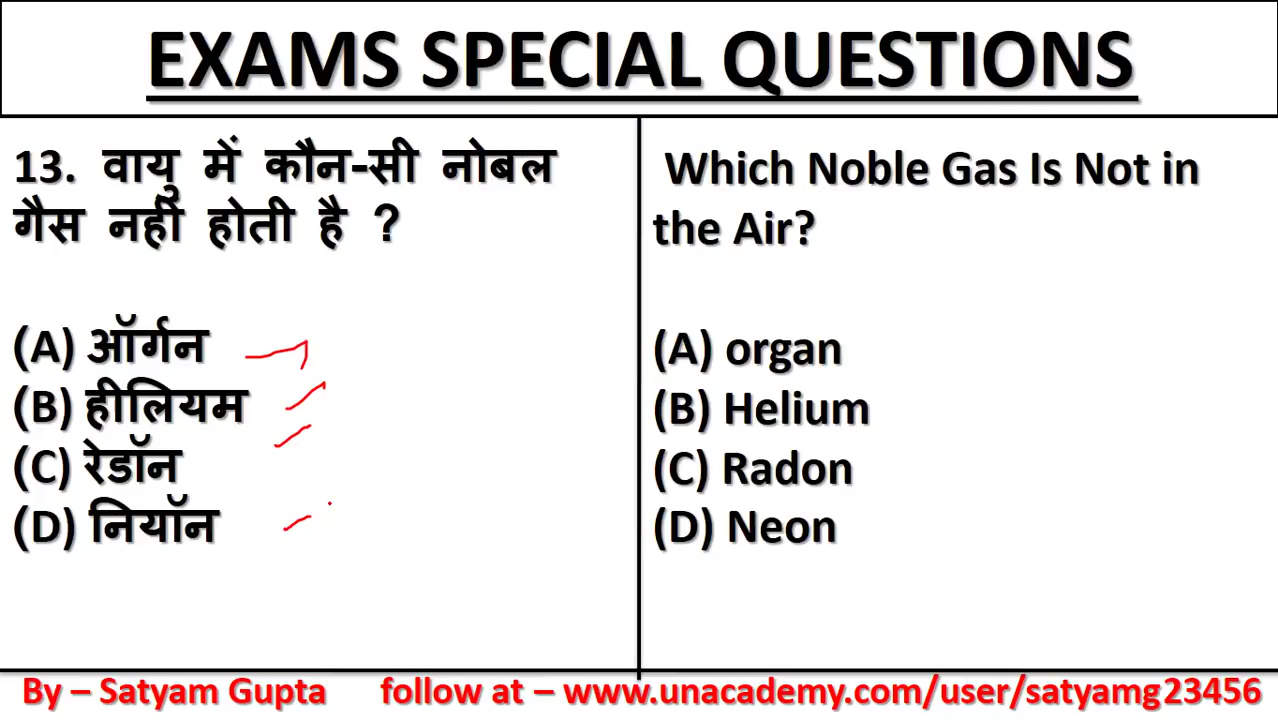 EXAMS SPECIAL QUESTIONS
13. वायु में कौन-सी नोबल
गैस नहीं होती है ?
(A) ऑर्गन
(B) हीलियम
(C) रेडॉन
(D) नियॉन
Which Noble Gas Is Not in
the Air?
(A) organ
(B) Helium
(C) Radon
(D) Neon
By – Satyam Gupta follow at – www.unacademy.com/user/satyamg23456